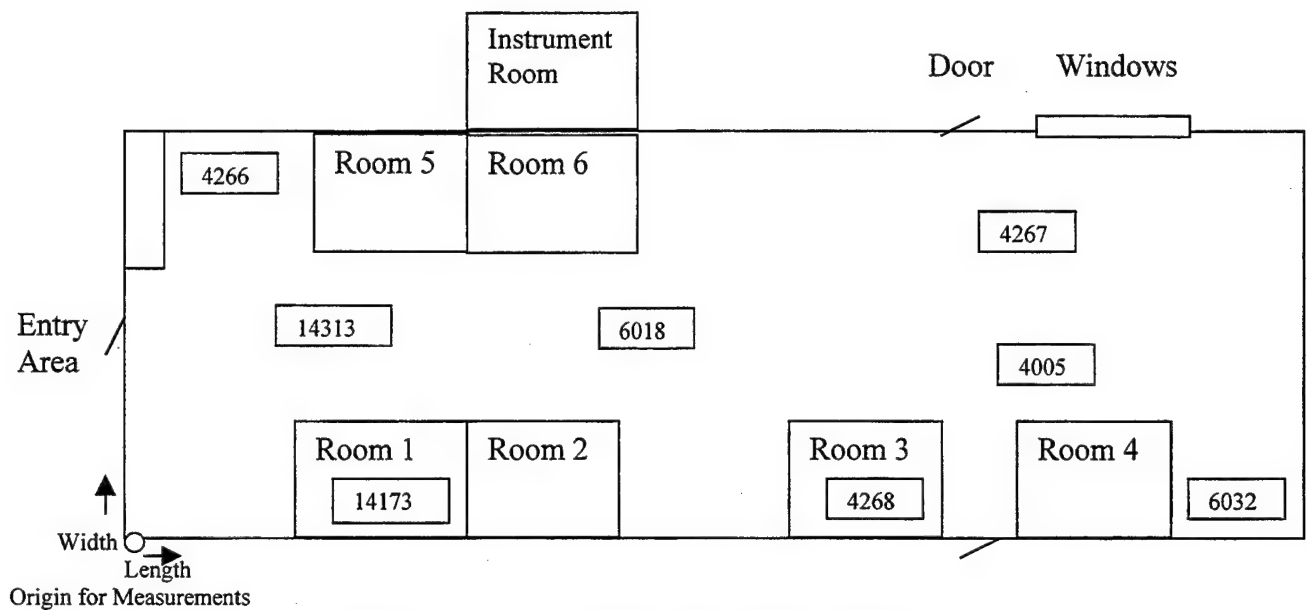 Instrument
Room
Door
Windows
4266
Room 5
Room 6
4267
Entry
Area
14313
6018
4005
Room 1
Room 2
Room 3
Room 4
14173
4268
6032
Width
Length
Origin for Measurements